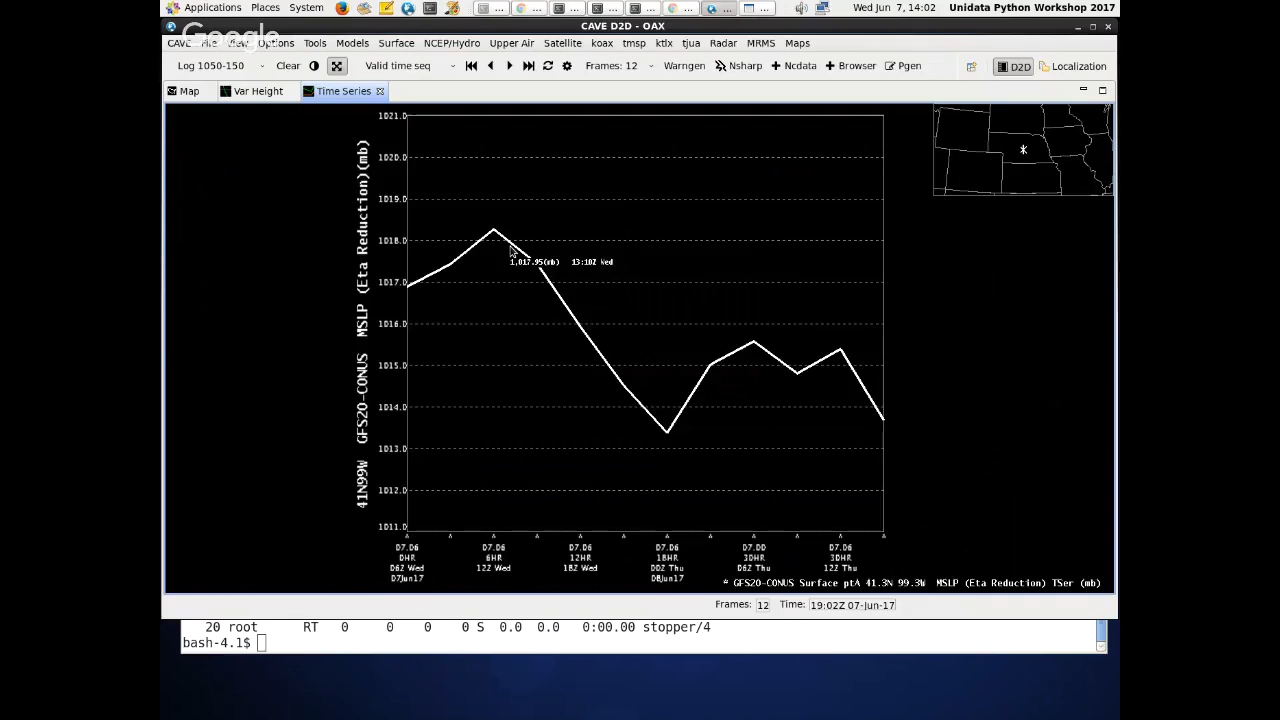 Applications Places System Wed Jun 7, 14:02 Unidata Python Workshop 2017
CAVE D2D - OAX
Google
CAVE File View Options Tools Models Surface NCEP/Hydro Upper Air Satellite koax tmsp ktlx tjua Radar MRMS Maps
Log 1050-150 Clear Valid time seq Frames: 12 Warngen Nsharp Ncdata Browser Pgen D2D Localization
Map Var Height Time Series
1021.0
1020.0
1019.0
1018.0
1017.0
1016.0
1015.0
1014.0
1013.0
1012.0
1011.0
41N99W GFS20-CONUS MSLP (Eta Reduction)(mb)
1,017.95(mb) 13:10Z Wed
07.06 07.06 07.06 07.06 07.00 07.06
0HR 6HR 12HR 18HR 30HR 30HR
06Z Wed 12Z Wed 18Z Wed 00Z Thu 06Z Thu 12Z Thu
07Jun17 08Jun17
* GFS20-CONUS Surface ptA 41.3N 99.3W MSLP (Eta Reduction) TSer (mb)
Frames: 12 Time: 19:02Z 07-Jun-17
20 root RT 0 0 0 0 S 0.0 0.0 0:00.00 stopper/4
bash-4.1$